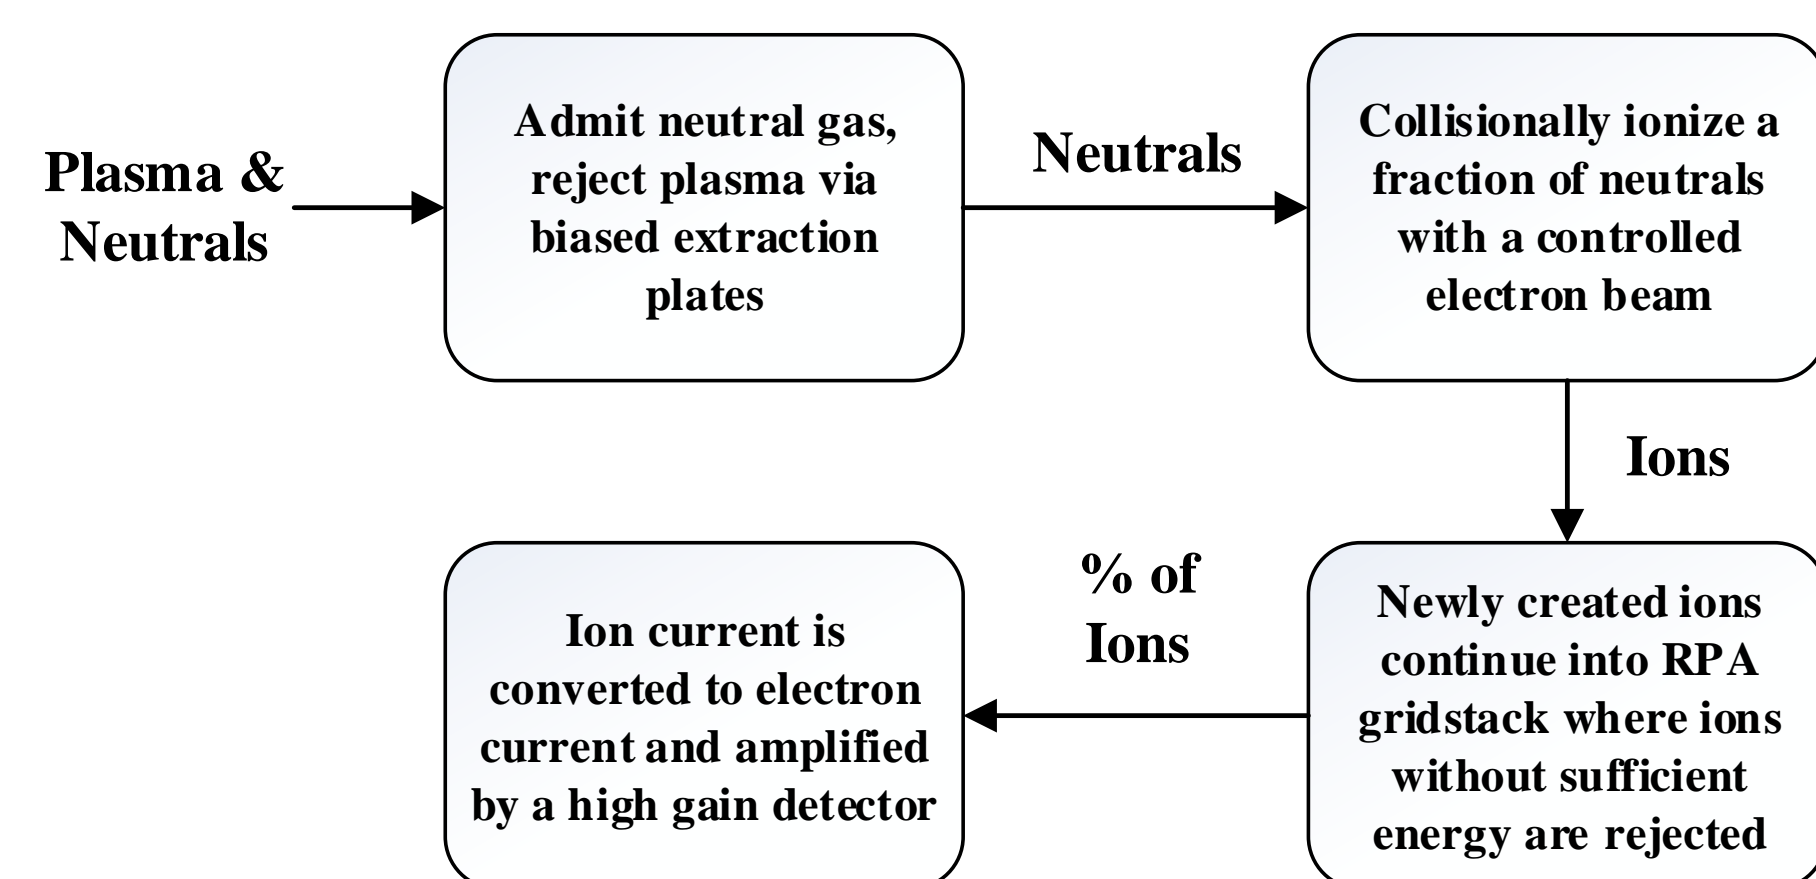 Plasma &
Neutrals
Admit neutral gas,
reject plasma via
biased extraction
plates
Neutrals
Collisionally ionize a
fraction of neutrals
with a controlled
electron beam
Ions
Newly created ions
continue into RPA
gridstack where ions
without sufficient
energy are rejected
% of
Ions
Ion current is
converted to electron
current and amplified
by a high gain detector